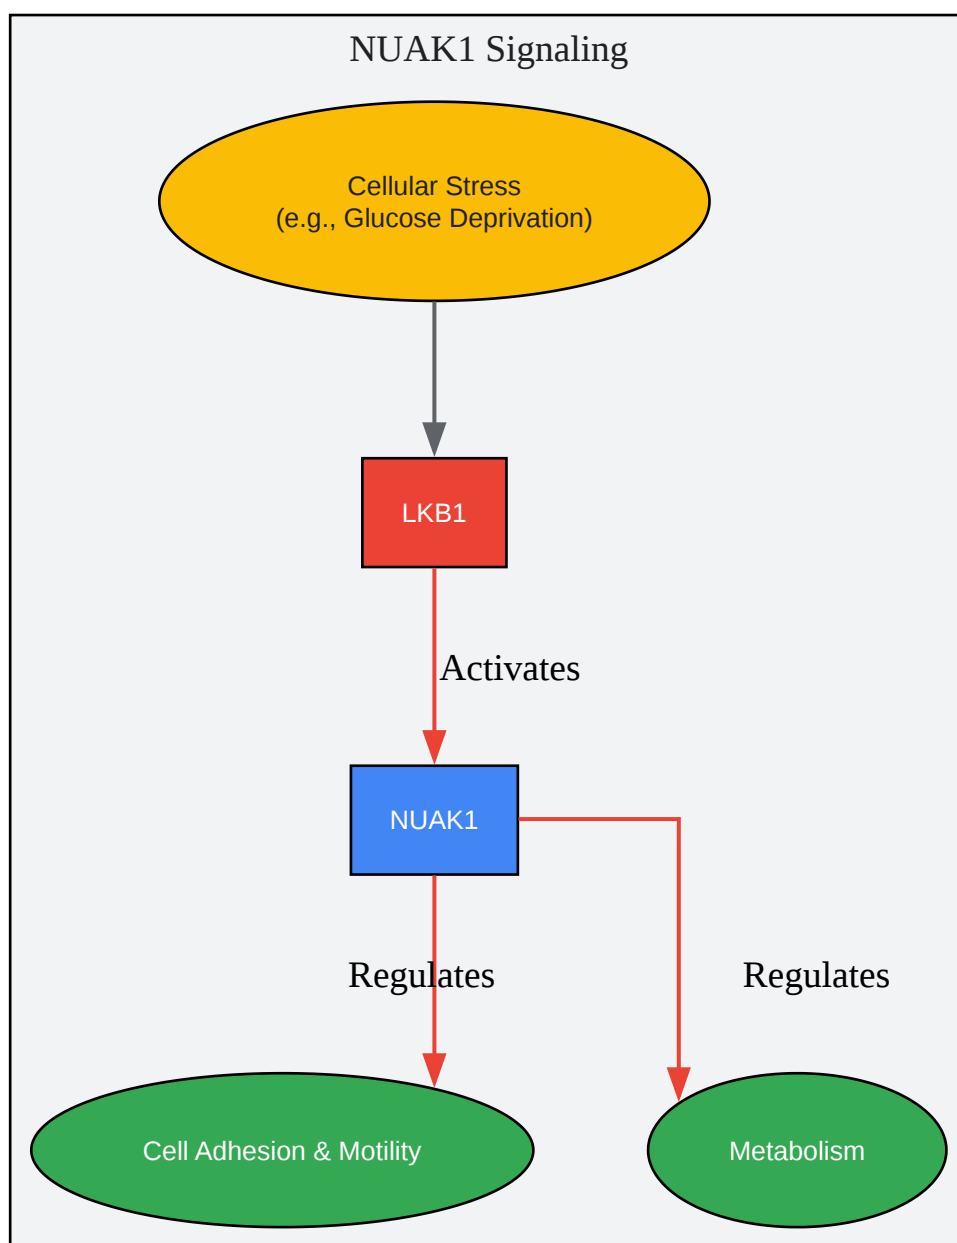 NUAK1 Signaling
Cellular Stress
(e.g., Glucose Deprivation)
LKB1
Activates
NUAK1
Regulates
Regulates
Cell Adhesion & Motility
Metabolism